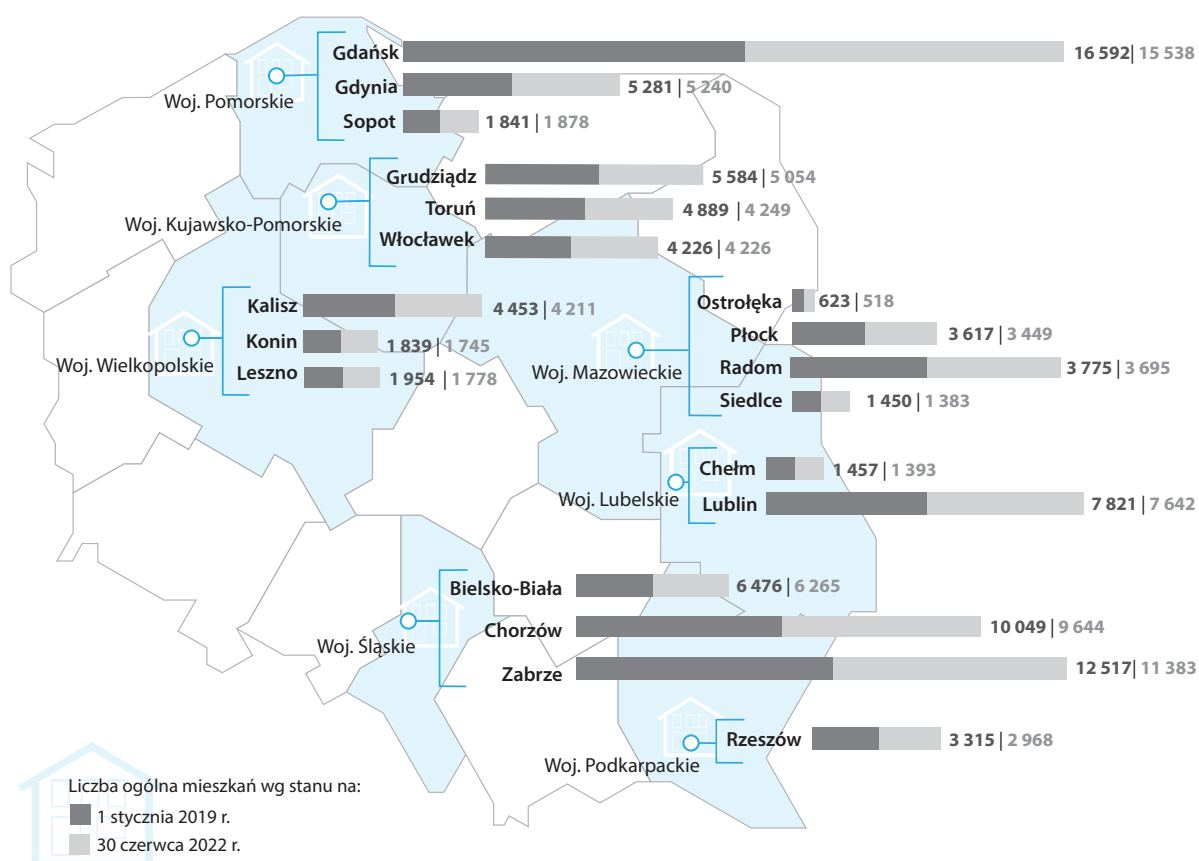 Woj. Pomorskie
Gdańsk 16 592| 15 538
Gdynia 5 281 | 5 240
Sopot 1 841 | 1 878
Woj. Kujawsko-Pomorskie
Grudziądz 5 584 | 5 054
Toruń 4 889 | 4 249
Włocławek 4 226 | 4 226
Woj. Wielkopolskie
Kalisz 4 453 | 4 211
Konin 1 839 | 1 745
Leszno 1 954 | 1 778
Woj. Mazowieckie
Ostrołęka 623 | 518
Płock 3 617 | 3 449
Radom 3 775 | 3 695
Siedlce 1 450 | 1 383
Woj. Lubelskie
Chełm 1 457 | 1 393
Lublin 7 821 | 7 642
Woj. Śląskie
Bielsko-Biała 6 476 | 6 265
Chorzów 10 049 | 9 644
Zabrze 12 517| 11 383
Woj. Podkarpackie
Rzeszów 3 315 | 2 968
Liczba ogólna mieszkań wg stanu na:
1 stycznia 2019 r.
30 czerwca 2022 r.